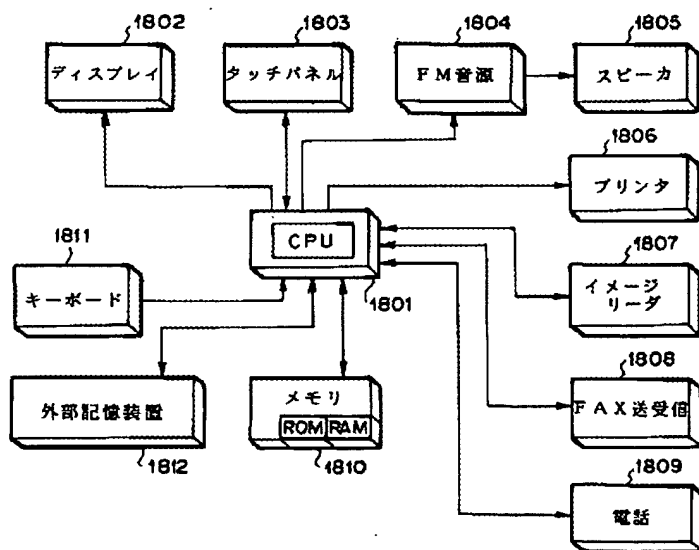 1802
1803
1804
1805
ディスプレイ
タッチパネル
FM音源
スピーカ
1806
プリンタ
CPU
1801
1811
キーボード
1807
イメージ
リーダ
1808
外部記憶装置
1812
メモリ
ROM RAM
1810
FAX送受信
1809
電話